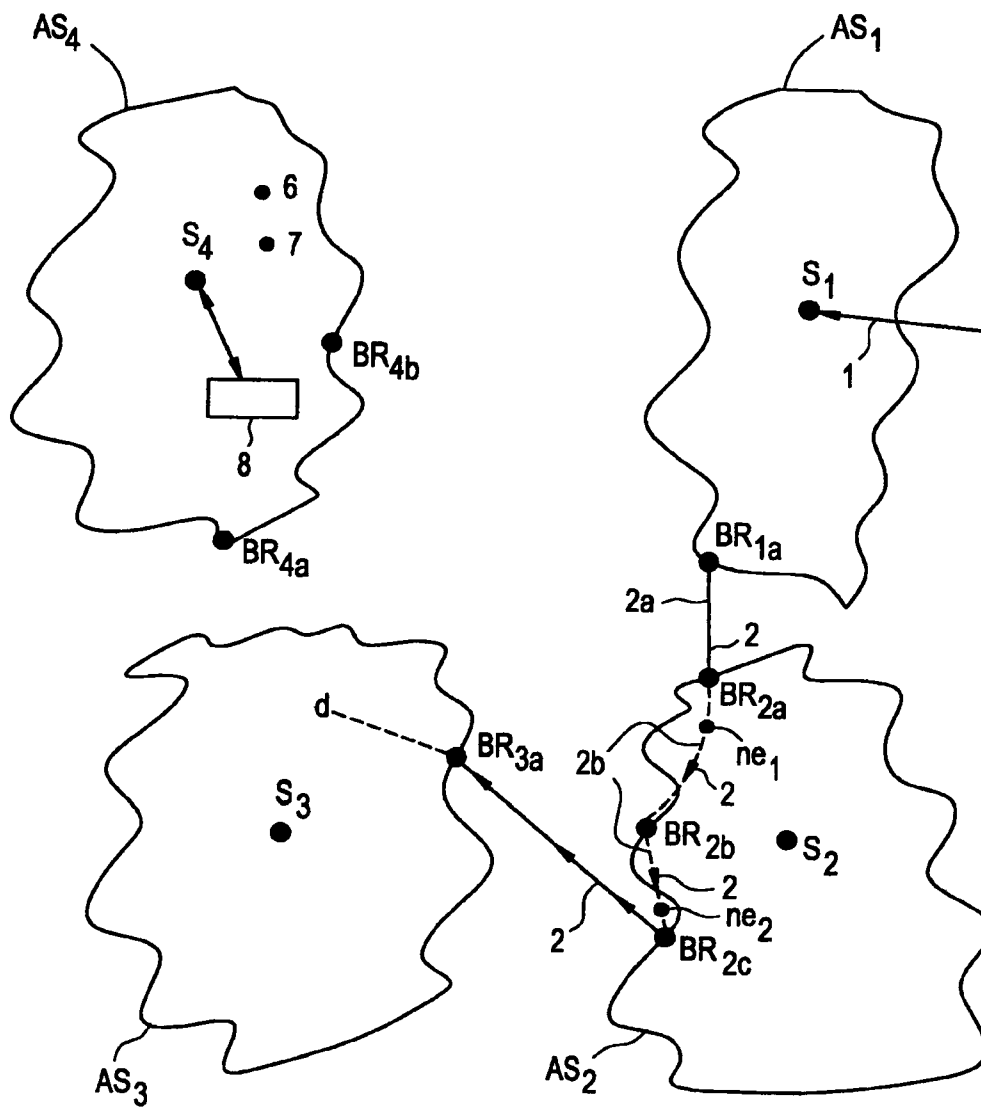 AS₄
AS₁
6
S₄
7
S₁
BR₄b
1
8
BR₄a
BR₁a
2a
2
d
BR₂a
BR₃a
ne₁
2b
2
S₃
BR₂b
S₂
2
ne₂
2
BR₂c
AS₃
AS₂